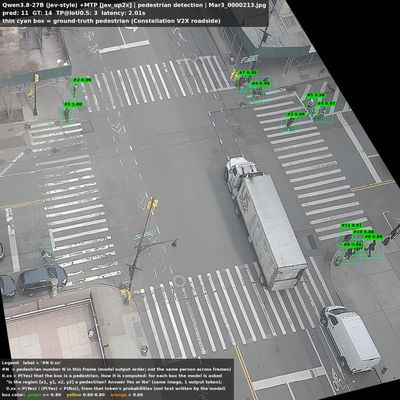 Qwen3.8-27B (jev-style) +MTP [jev_up2x] | pedestrian detection | Mar3_0000213.jpg
pred: 11 GT: 14 TP@IoU0.5: 3 latency: 2.01s
thin cyan box = ground-truth pedestrian (Constellation V2X roadside)
#1 1.00
Legend label = '#N 0.xx'
#N = pedestrian number N in this frame (model output order; not the same person across frames)
0.xx = P(Yes) that the box is a pedestrian. How it is computed: for each box the model is asked
"Is the region [x1, y1, x2, y2] a pedestrian? Answer Yes or No" (same image, 1 output token);
0.xx = P(Yes) / (P(Yes) + P(No)), from that token's probabilities (not text written by the model)
box color: green >= 0.80 yellow 0.60-0.80 orange < 0.60